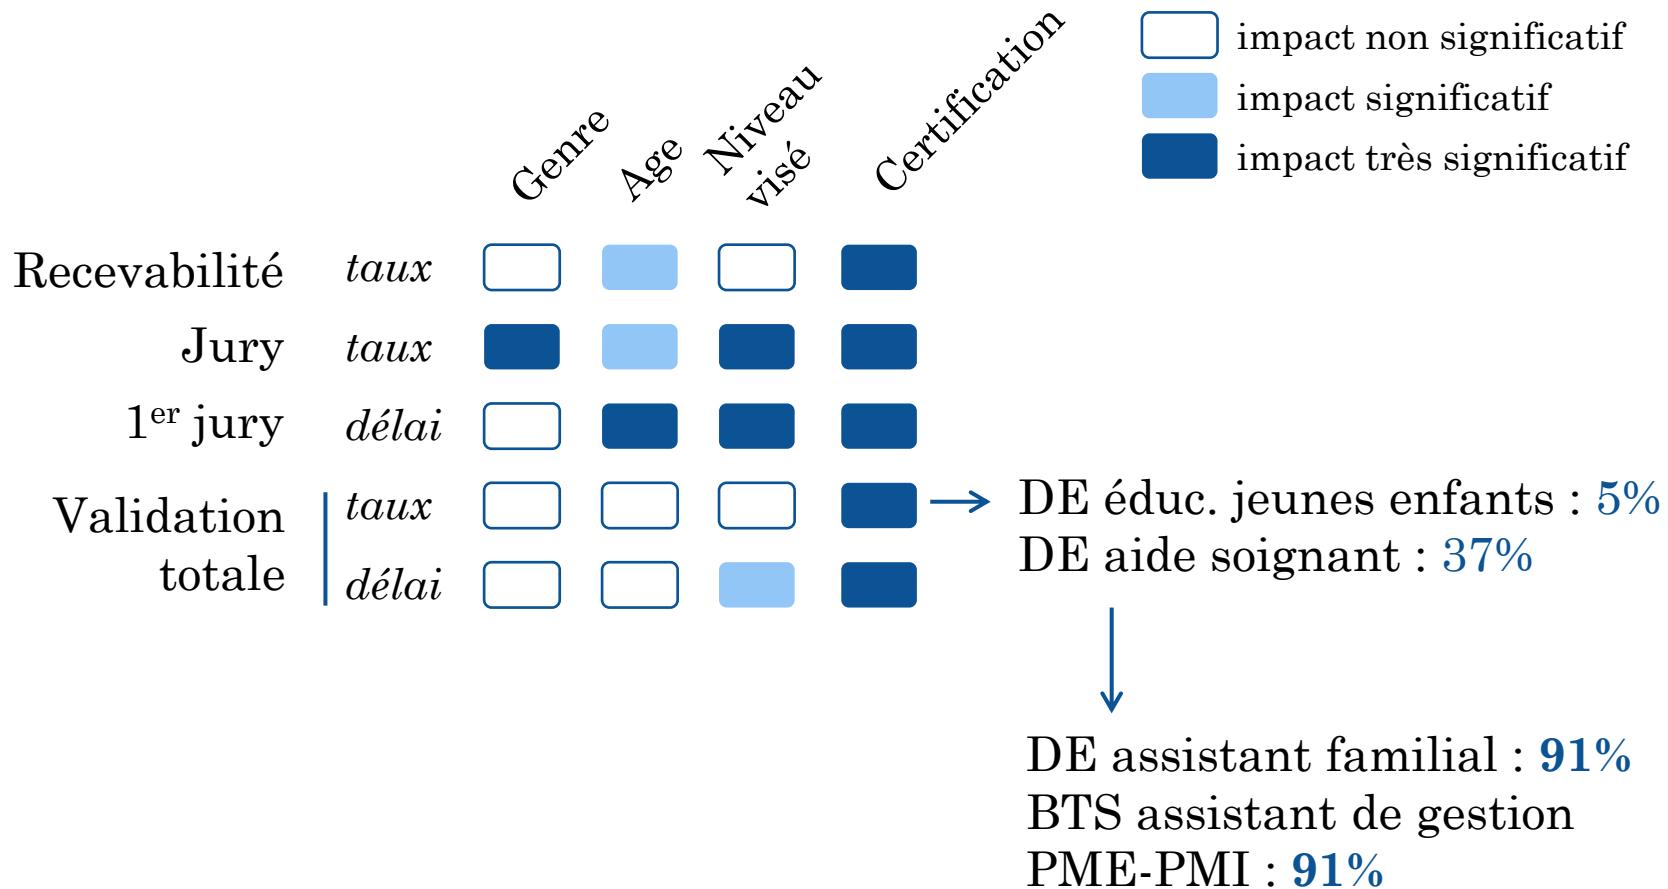 impact non significatif
impact significatif
impact très significatif
Genre
Age
Niveau
visé
Certification
Recevabilité taux
Jury taux
1er jury délai
Validation
totale
taux
délai
DE éduc. jeunes enfants : 5%
DE aide soignant : 37%
DE assistant familial : 91%
BTS assistant de gestion
PME-PMI : 91%